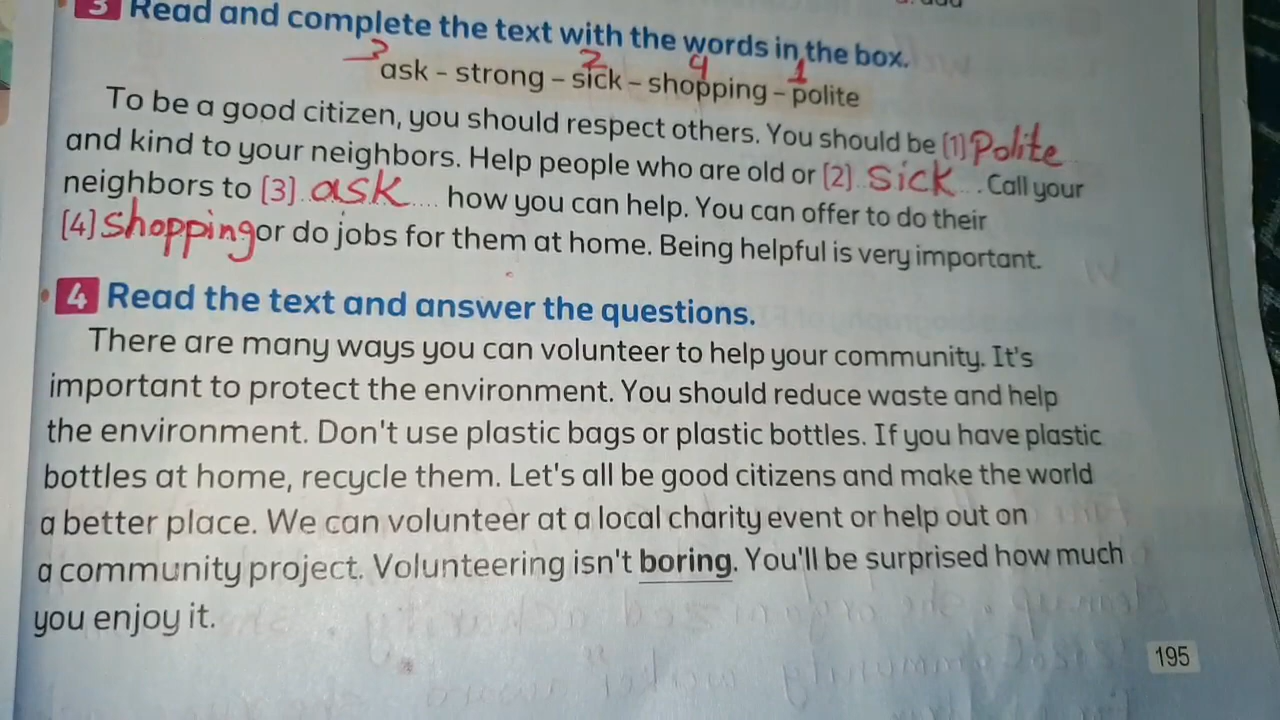 3 Read and complete the text with the words in the box.
3 2 4 1
ask - strong - sick - shopping - polite
To be a good citizen, you should respect others. You should be [1] Polite
and kind to your neighbors. Help people who are old or [2] sick. Call your
neighbors to [3] ask .... how you can help. You can offer to do their
[4] shopping or do jobs for them at home. Being helpful is very important.
4 Read the text and answer the questions.
There are many ways you can volunteer to help your community. It's
important to protect the environment. You should reduce waste and help
the environment. Don't use plastic bags or plastic bottles. If you have plastic
bottles at home, recycle them. Let's all be good citizens and make the world
a better place. We can volunteer at a local charity event or help out on
a community project. Volunteering isn't boring. You'll be surprised how much
you enjoy it.
195